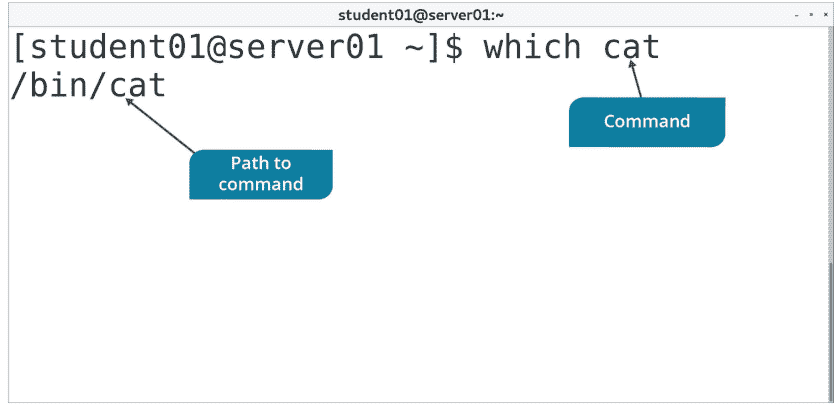 student01@server01:~
[student01@server01 ~]$ which cat
/bin/cat
Command
Path to
command